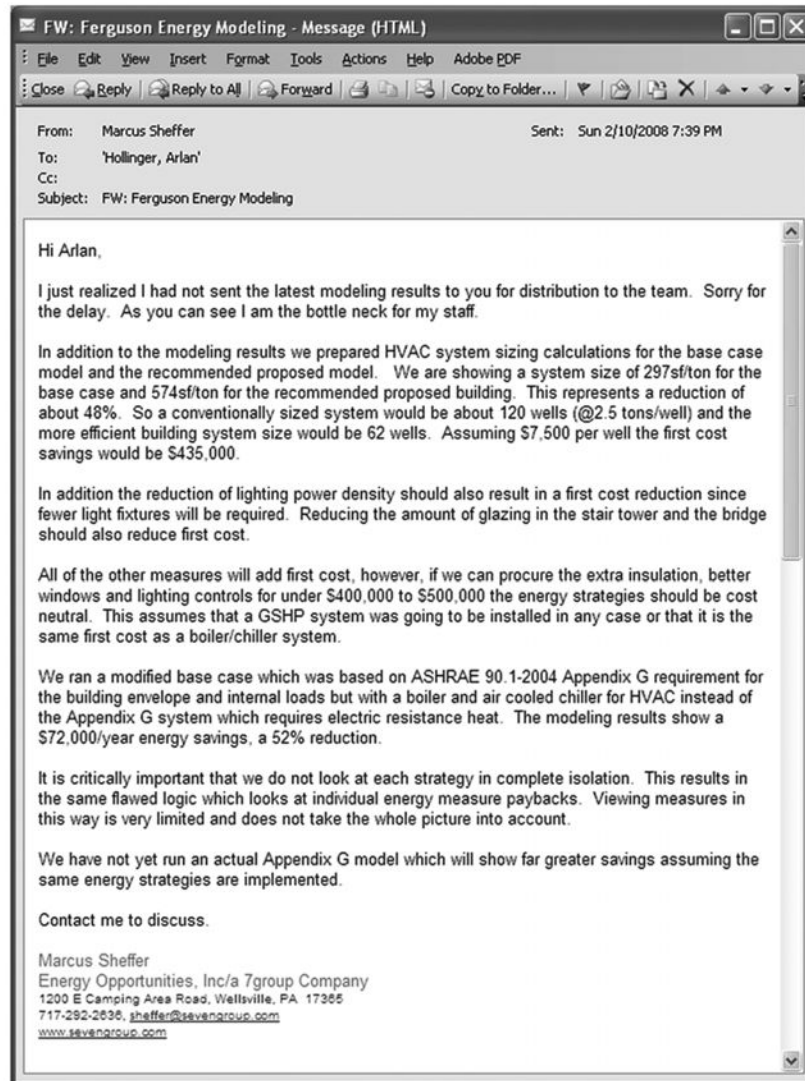 FW: Ferguson Energy Modeling - Message (HTML)
File Edit View Insert Format Tools Actions Help Adobe PDF
Close Reply Reply to All Forward Copy to Folder...
From: Marcus Sheffer Sent: Sun 2/10/2008 7:39 PM
To: 'Hollinger, Arlan'
Cc:
Subject: FW: Ferguson Energy Modeling
Hi Arlan,
I just realized I had not sent the latest modeling results to you for distribution to the team. Sorry for
the delay. As you can see I am the bottle neck for my staff.
In addition to the modeling results we prepared HVAC system sizing calculations for the base case
model and the recommended proposed model. We are showing a system size of 297sf/ton for the
base case and 574sf/ton for the recommended proposed building. This represents a reduction of
about 48%. So a conventionally sized system would be about 120 wells (@2.5 tons/well) and the
more efficient building system size would be 62 wells. Assuming $7,500 per well the first cost
savings would be $435,000.
In addition the reduction of lighting power density should also result in a first cost reduction since
fewer light fixtures will be required. Reducing the amount of glazing in the stair tower and the bridge
should also reduce first cost.
All of the other measures will add first cost, however, if we can procure the extra insulation, better
windows and lighting controls for under $400,000 to $500,000 the energy strategies should be cost
neutral. This assumes that a GSHP system was going to be installed in any case or that it is the
same first cost as a boiler/chiller system.
We ran a modified base case which was based on ASHRAE 90.1-2004 Appendix G requirement for
the building envelope and internal loads but with a boiler and air cooled chiller for HVAC instead of
the Appendix G system which requires electric resistance heat. The modeling results show a
$72,000/year energy savings, a 52% reduction.
It is critically important that we do not look at each strategy in complete isolation. This results in
the same flawed logic which looks at individual energy measure paybacks. Viewing measures in
this way is very limited and does not take the whole picture into account.
We have not yet run an actual Appendix G model which will show far greater savings assuming the
same energy strategies are implemented.
Contact me to discuss.
Marcus Sheffer
Energy Opportunities, Inc/a 7group Company
1200 E Camping Area Road, Wellsville, PA 17365
717-292-2636, sheffer@sevengroup.com
www.sevengroup.com